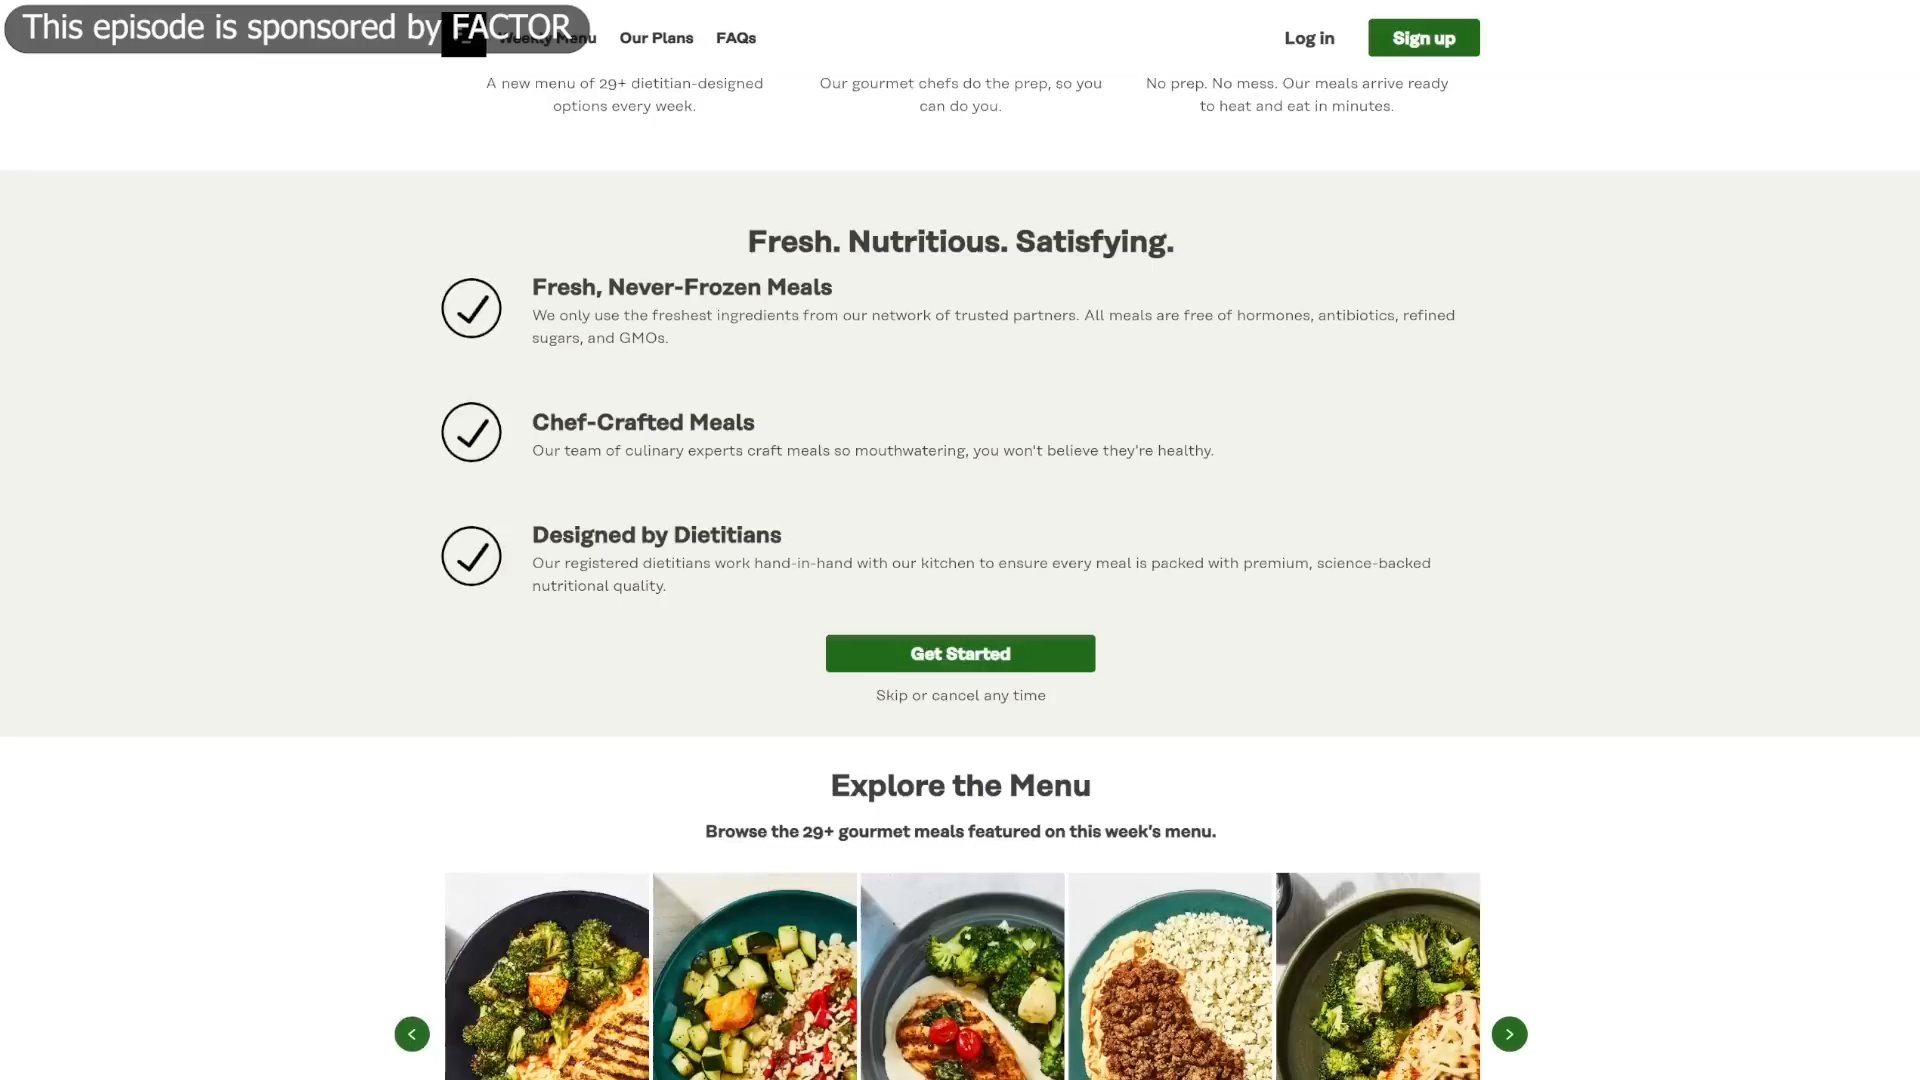 This episode is sponsored by FACTOR
Weekly Menu
Our Plans
FAQs
Log in
Sign up
A new menu of 29+ dietitian-designed
options every week.
Our gourmet chefs do the prep, so you
can do you.
No prep. No mess. Our meals arrive ready
to heat and eat in minutes.
Fresh. Nutritious. Satisfying.
Fresh, Never-Frozen Meals
We only use the freshest ingredients from our network of trusted partners. All meals are free of hormones, antibiotics, refined
sugars, and GMOs.
Chef-Crafted Meals
Our team of culinary experts craft meals so mouthwatering, you won't believe they're healthy.
Designed by Dietitians
Our registered dietitians work hand-in-hand with our kitchen to ensure every meal is packed with premium, science-backed
nutritional quality.
Get Started
Skip or cancel any time
Explore the Menu
Browse the 29+ gourmet meals featured on this week's menu.